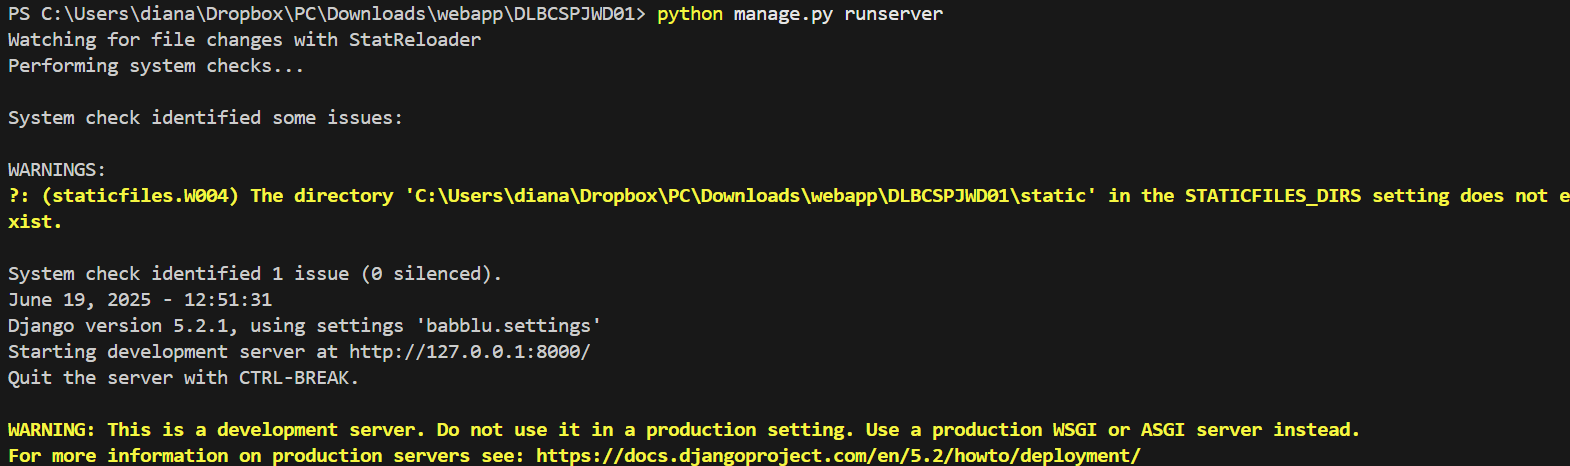 PS C:\Users\diana\Dropbox\PC\Downloads\webapp\DLBCSPJWD01> python manage.py runserver
Watching for file changes with StatReloader
Performing system checks...
System check identified some issues:
WARNINGS:
?: (staticfiles.W004) The directory 'C:\Users\diana\Dropbox\PC\Downloads\webapp\DLBCSPJWD01\static' in the STATICFILES_DIRS setting does not e
xist.
System check identified 1 issue (0 silenced).
June 19, 2025 - 12:51:31
Django version 5.2.1, using settings 'babblu.settings'
Starting development server at http://127.0.0.1:8000/
Quit the server with CTRL-BREAK.
WARNING: This is a development server. Do not use it in a production setting. Use a production WSGI or ASGI server instead.
For more information on production servers see: https://docs.djangoproject.com/en/5.2/howto/deployment/